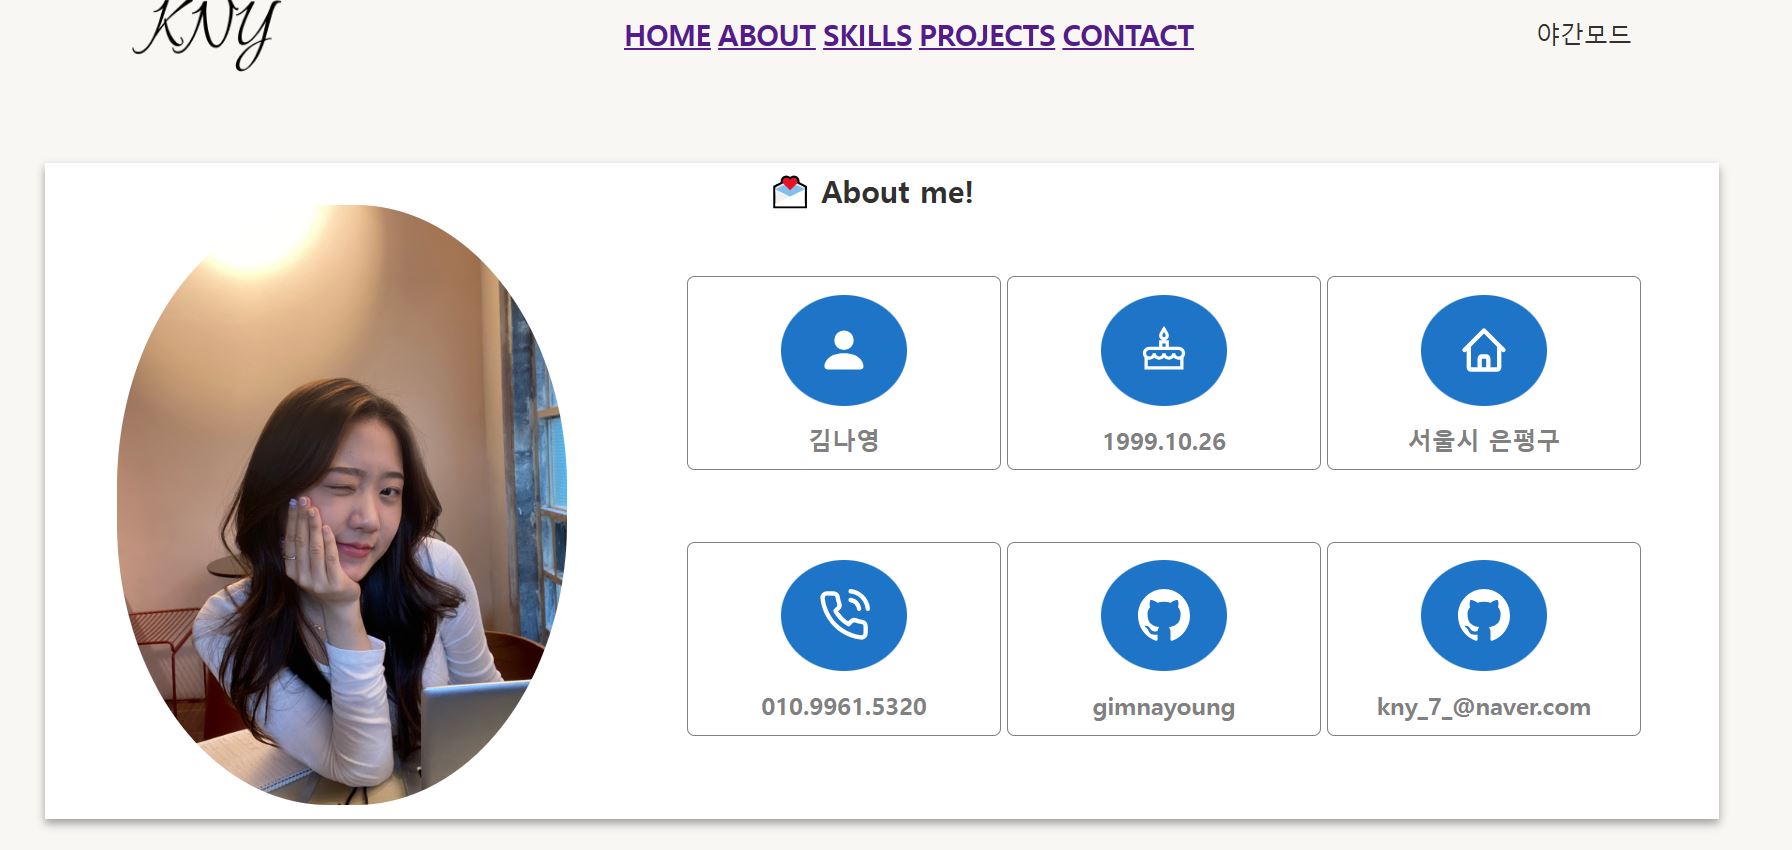 KNY
HOME ABOUT SKILLS PROJECTS CONTACT
야간모드
About me!
김나영
1999.10.26
서울시 은평구
010.9961.5320
gimnayoung
kny_7_@naver.com